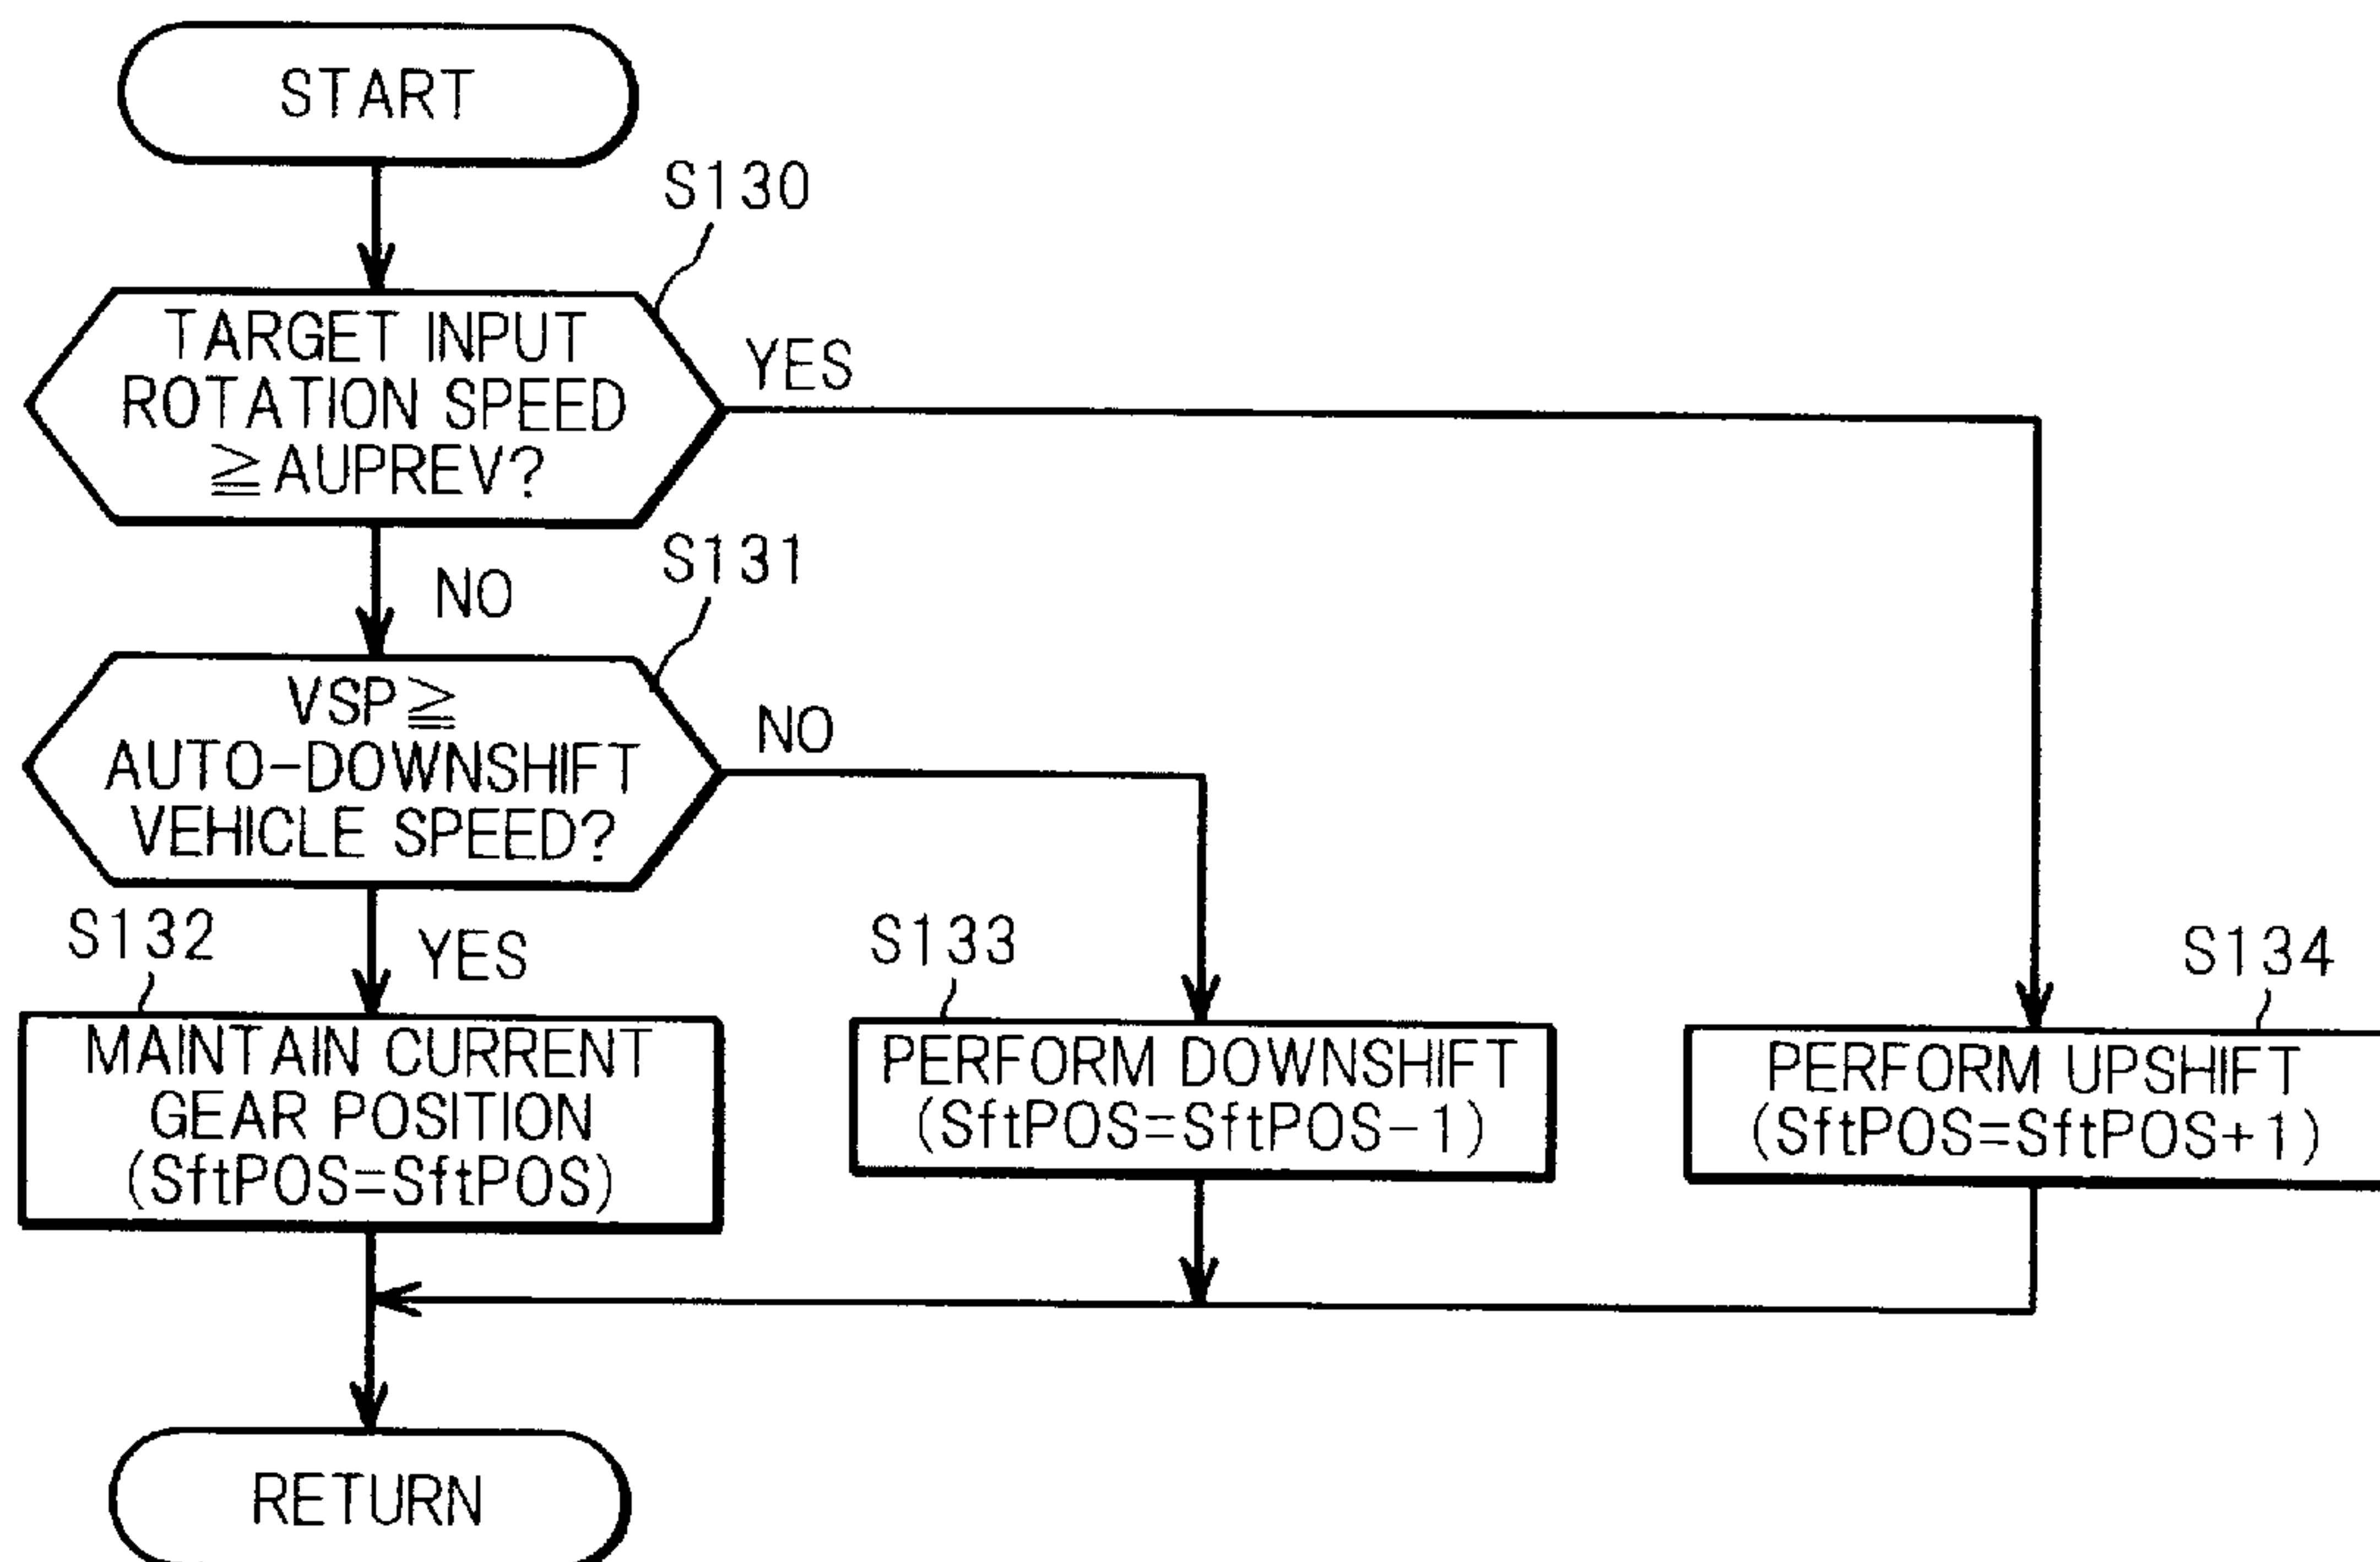 START
S130
TARGET INPUT
ROTATION SPEED
≧AUPREV?
YES
NO
S131
VSP≧
AUTO-DOWNSHIFT
VEHICLE SPEED?
NO
YES
S132
MAINTAIN CURRENT
GEAR POSITION
(SftPOS=SftPOS)
S133
PERFORM DOWNSHIFT
(SftPOS=SftPOS-1)
S134
PERFORM UPSHIFT
(SftPOS=SftPOS+1)
RETURN